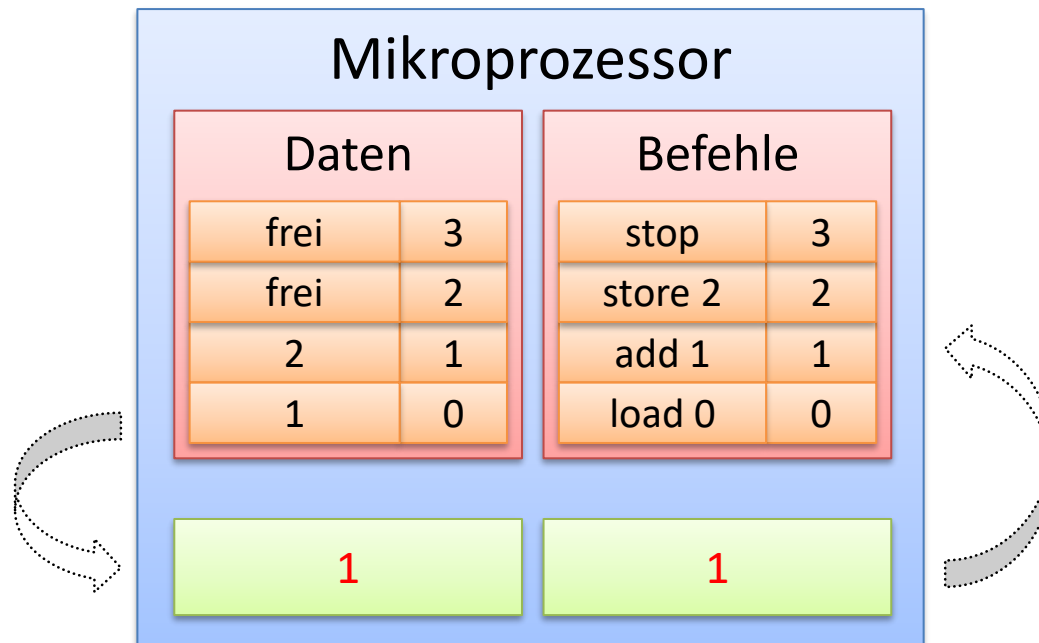 Mikroprozessor
Daten
frei 3
frei 2
2 1
1 0
Befehle
stop 3
store 2 2
add 1 1
load 0 0
1
1